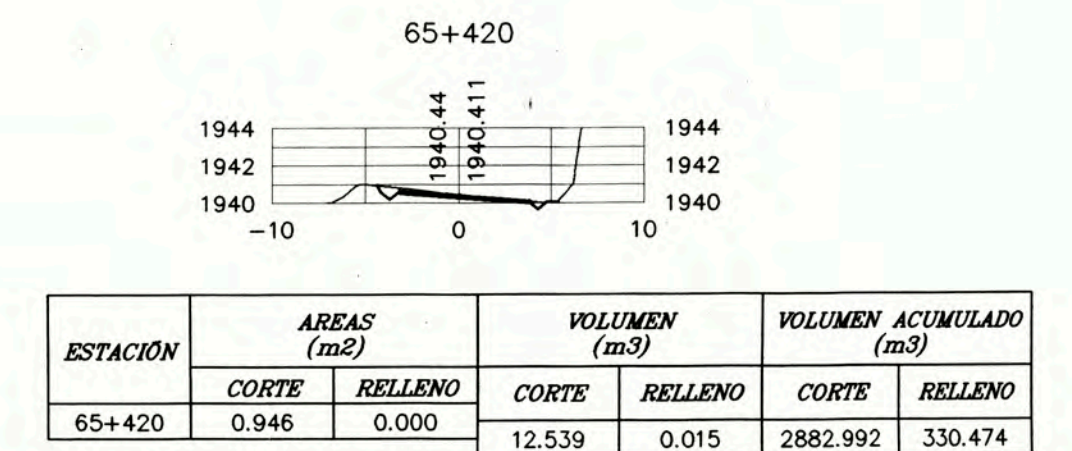 65+420
1940.44
1940.411
1944 1944
1942 1942
1940 1940
-10 0 10
ESTACIÓN AREAS (m2) VOLUMEN (m3) VOLUMEN ACUMULADO (m3)
CORTE RELLENO CORTE RELLENO CORTE RELLENO
65+420 0.946 0.000
12.539 0.015 2882.992 330.474